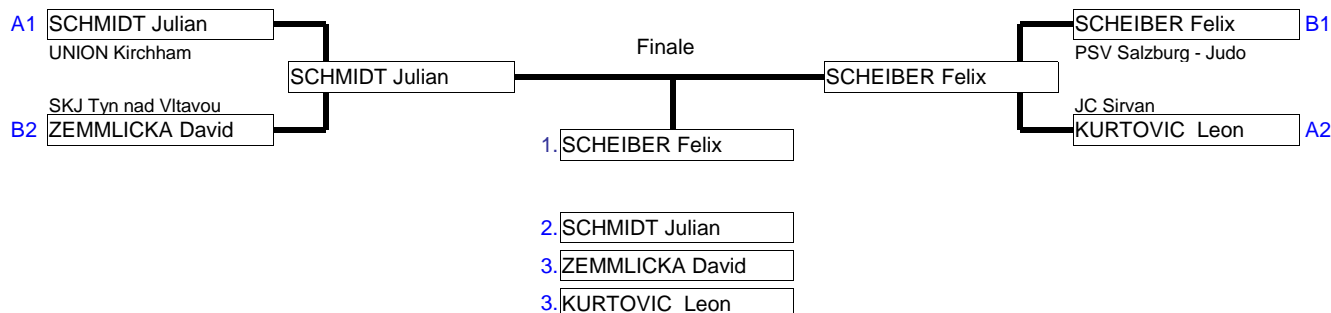 A1 SCHMIDT Julian
UNION Kirchham
SCHEIBER Felix B1
PSV Salzburg - Judo
Finale
SCHMIDT Julian
SCHEIBER Felix
SKJ Tyn nad Vltavou
B2 ZEMMLICKA David
JC Sirvan
KURTOVIC Leon A2
1. SCHEIBER Felix
2. SCHMIDT Julian
3. ZEMMLICKA David
3. KURTOVIC Leon